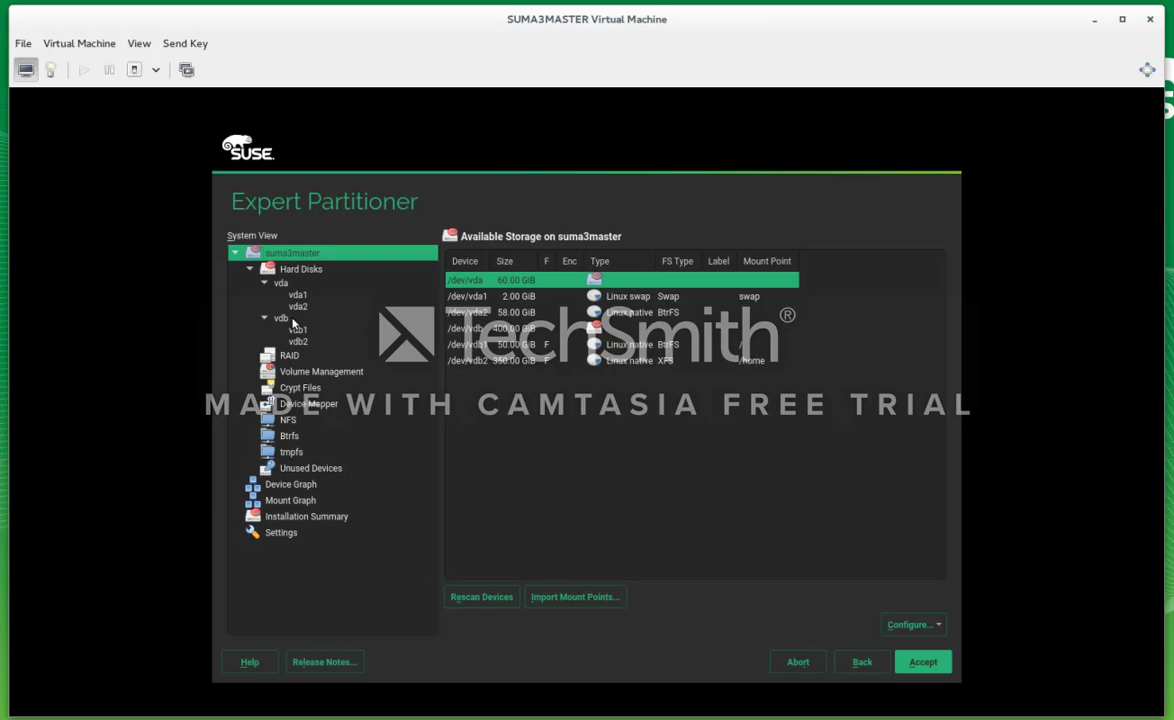 SUMA3MASTER Virtual Machine
File Virtual Machine View Send Key
SUSE
Expert Partitioner
System View
suma3master
Hard Disks
vda
vda1
vda2
vdb
vdb1
vdb2
RAID
Volume Management
Crypt Files
Device Mapper
NFS
Btrfs
tmpfs
Unused Devices
Device Graph
Mount Graph
Installation Summary
Settings
Available Storage on suma3master
Device Size F Enc Type FS Type Label Mount Point
/dev/vda 60.00 GiB
/dev/vda1 2.00 GiB Linux swap Swap swap
/dev/vda2 58.00 GiB Linux native BtrFS
/dev/vdb 400.00 GiB
/dev/vdb1 50.00 GiB F Linux native BtrFS /
/dev/vdb2 350.00 GiB F Linux native XFS /home
TechSmith®
MADE WITH CAMTASIA FREE TRIAL
Rescan Devices Import Mount Points...
Configure...
Help Release Notes... Abort Back Accept